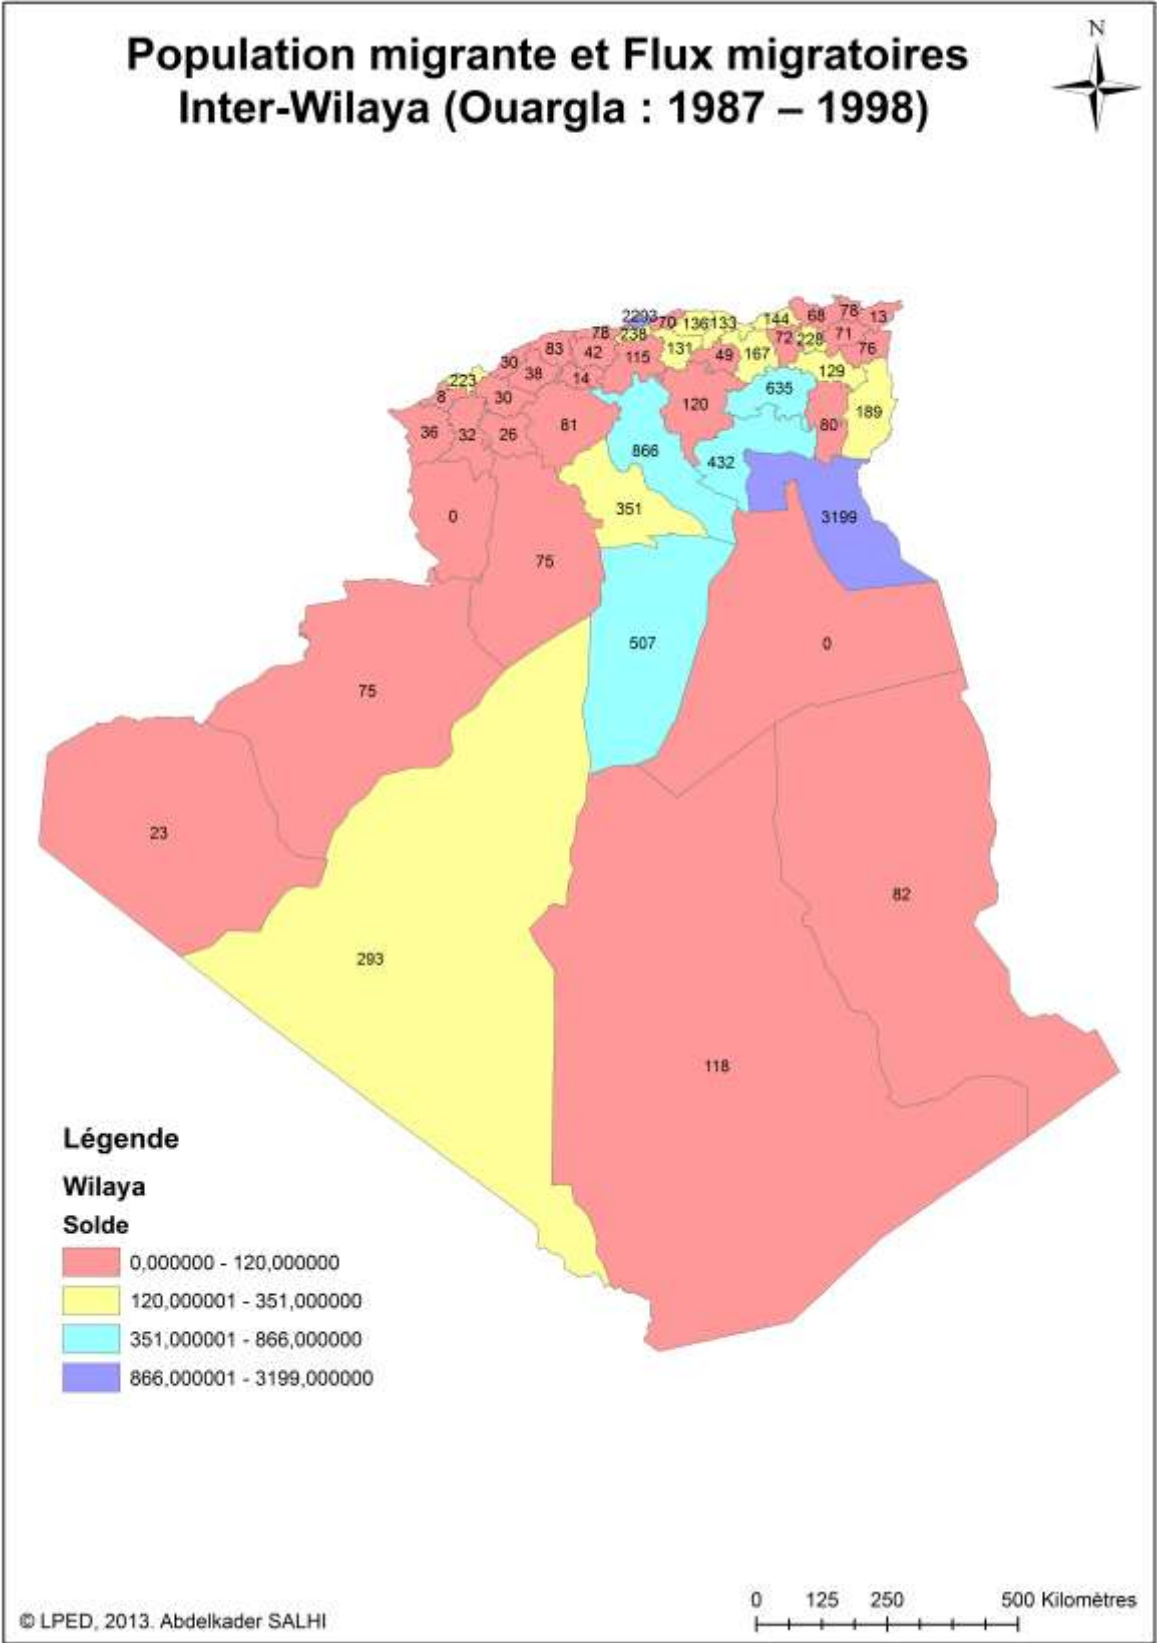 Population migrante et Flux migratoires
Inter-Wilaya (Ouargla : 1987 – 1998)
N
2293 70 136 133 144 68 78 13
78 238 131 49 167 72 228 71 76
30 83 42 115 129
223 38 14 635
8 30 120 189
36 32 26 81 80
866 432
0 351 3199
75
507 0
75
23
82
293
118
Légende
Wilaya
Solde
0,000000 - 120,000000
120,000001 - 351,000000
351,000001 - 866,000000
866,000001 - 3199,000000
0 125 250 500 Kilomètres
© LPED, 2013. Abdelkader SALHI